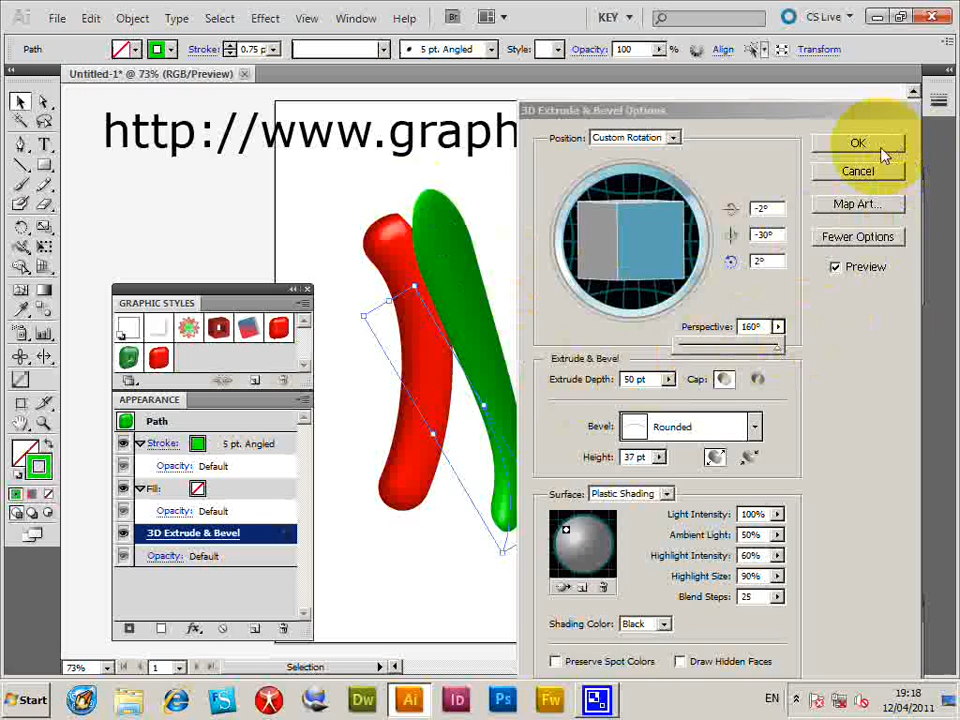 Ai File Edit Object Type Select Effect View Window Help Br KEY CS Live
Path Stroke: 0.75 p 5 pt. Angled Style: Opacity: 100 % Align Transform
Untitled-1* @ 73% (RGB/Preview)
http://www.graph
3D Extrude & Bevel Options
Position: Custom Rotation
OK
Cancel
Map Art...
Fewer Options
Preview
-2°
-30°
2°
Perspective: 160°
Extrude & Bevel
Extrude Depth: 50 pt Cap:
Bevel: Rounded
Height: 37 pt
Surface: Plastic Shading
Light Intensity: 100%
Ambient Light: 50%
Highlight Intensity: 60%
Highlight Size: 90%
Blend Steps: 25
Shading Color: Black
Preserve Spot Colors Draw Hidden Faces
GRAPHIC STYLES
APPEARANCE
Path
Stroke: 5 pt. Angled
Opacity: Default
Fill:
Opacity: Default
3D Extrude & Bevel
Opacity: Default
fx
73% 1 Selection
Start Dw Ai Id Ps Fw EN 19:18
12/04/2011